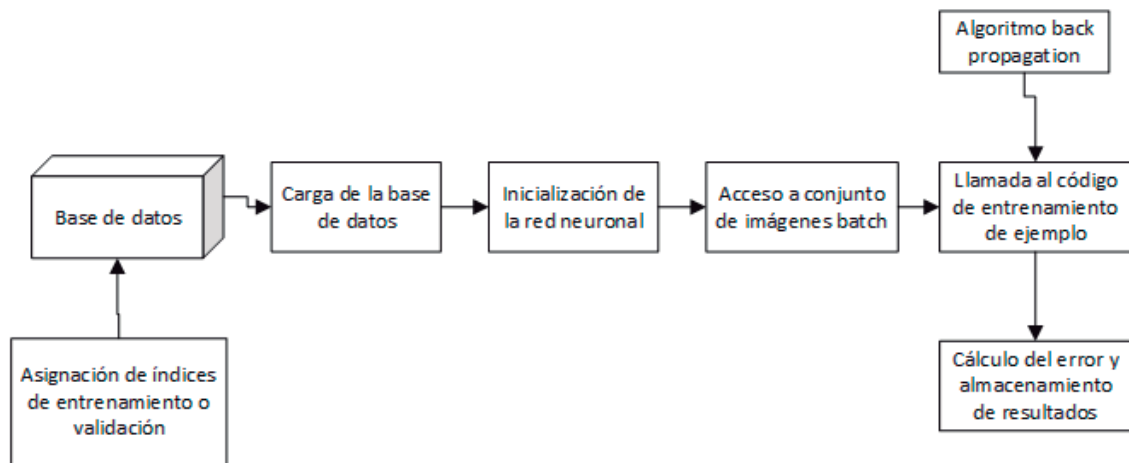 Algoritmo back
propagation
Base de datos
Carga de la base
de datos
Inicialización de
la red neuronal
Acceso a conjunto
de imágenes batch
Llamada al código
de entrenamiento
de ejemplo
Asignación de índices
de entrenamiento o
validación
Cálculo del error y
almacenamiento
de resultados